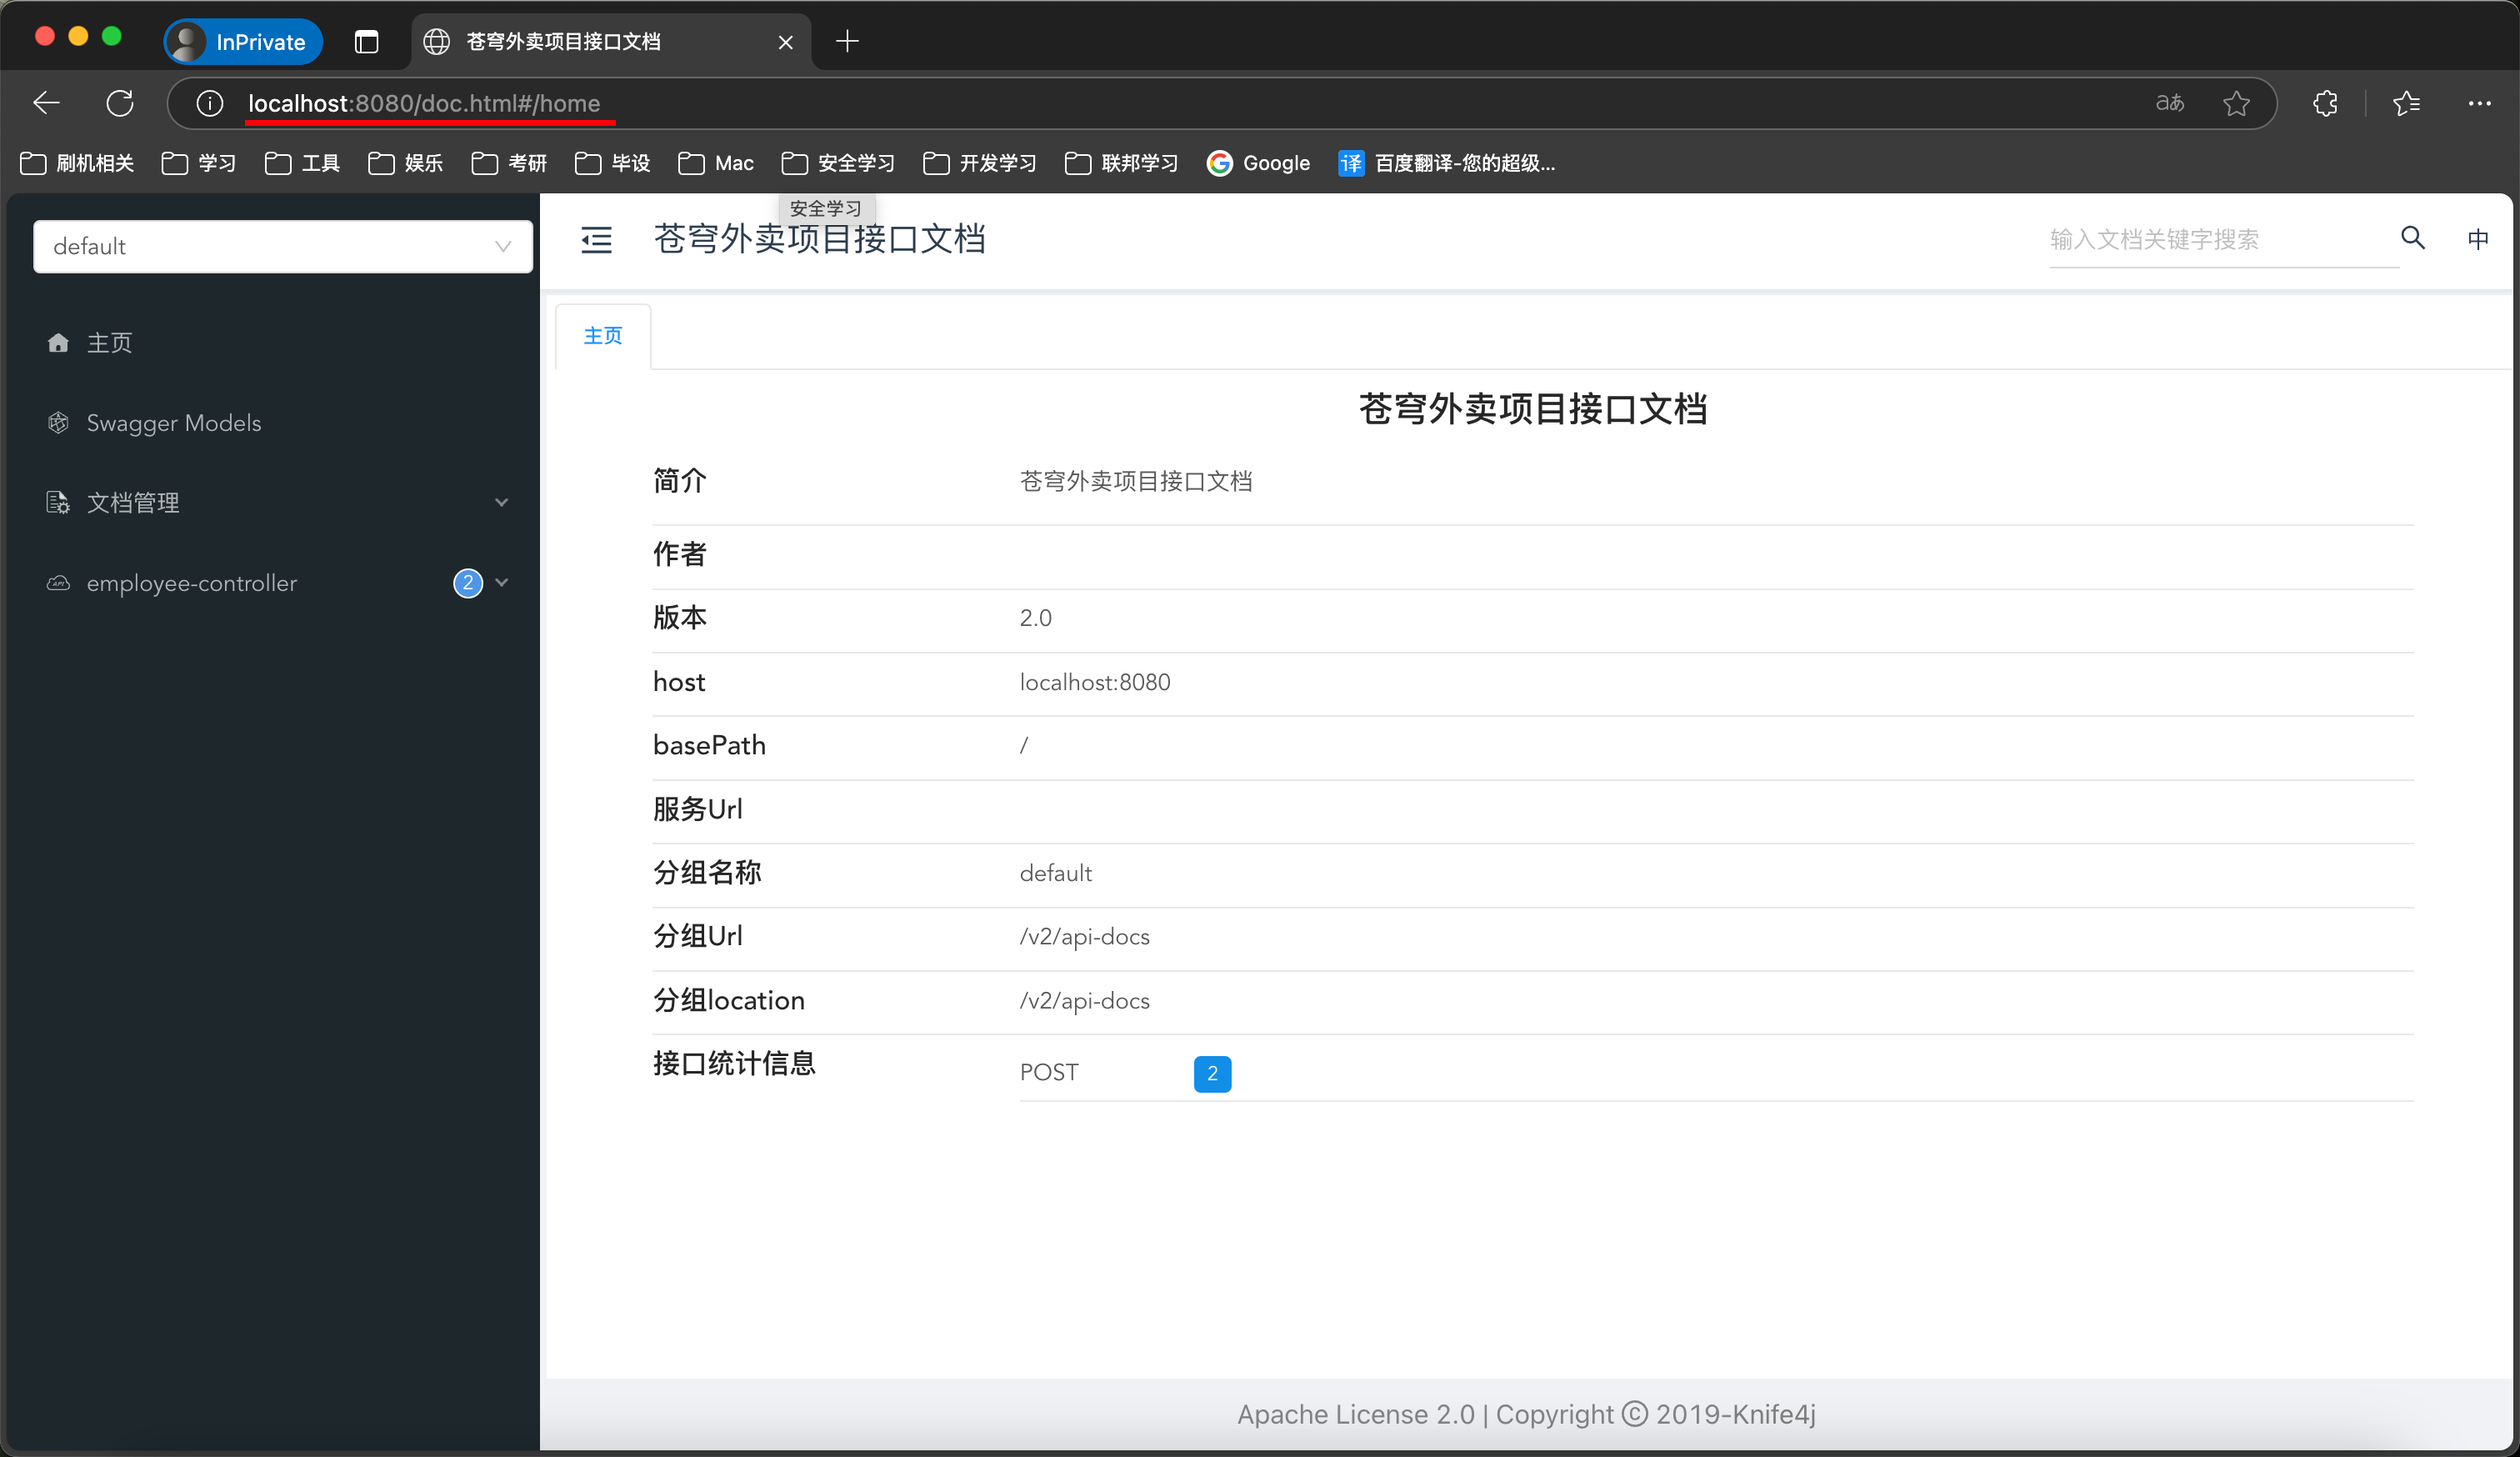 InPrivate
苍穹外卖项目接口文档
localhost:8080/doc.html#/home
aあ
刷机相关 学习 工具 娱乐 考研 毕设 Mac 安全学习 开发学习 联邦学习 Google 译 百度翻译-您的超级...
安全学习
default
苍穹外卖项目接口文档
输入文档关键字搜索
中
主页
Swagger Models
文档管理
employee-controller 2
主页
苍穹外卖项目接口文档
简介 苍穹外卖项目接口文档
作者
版本 2.0
host localhost:8080
basePath /
服务Url
分组名称 default
分组Url /v2/api-docs
分组location /v2/api-docs
接口统计信息 POST 2
Apache License 2.0 | Copyright © 2019-Knife4j